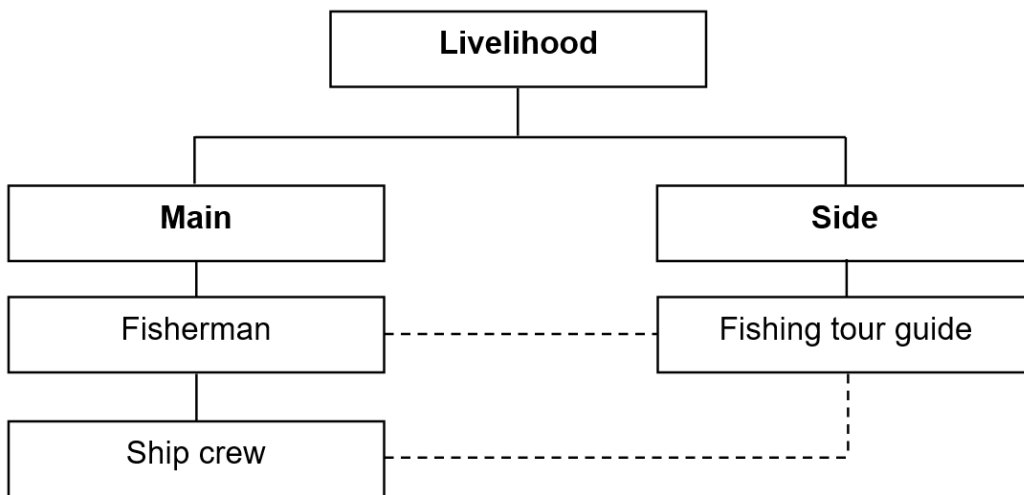 Livelihood
Main
Side
Fisherman
Fishing tour guide
Ship crew